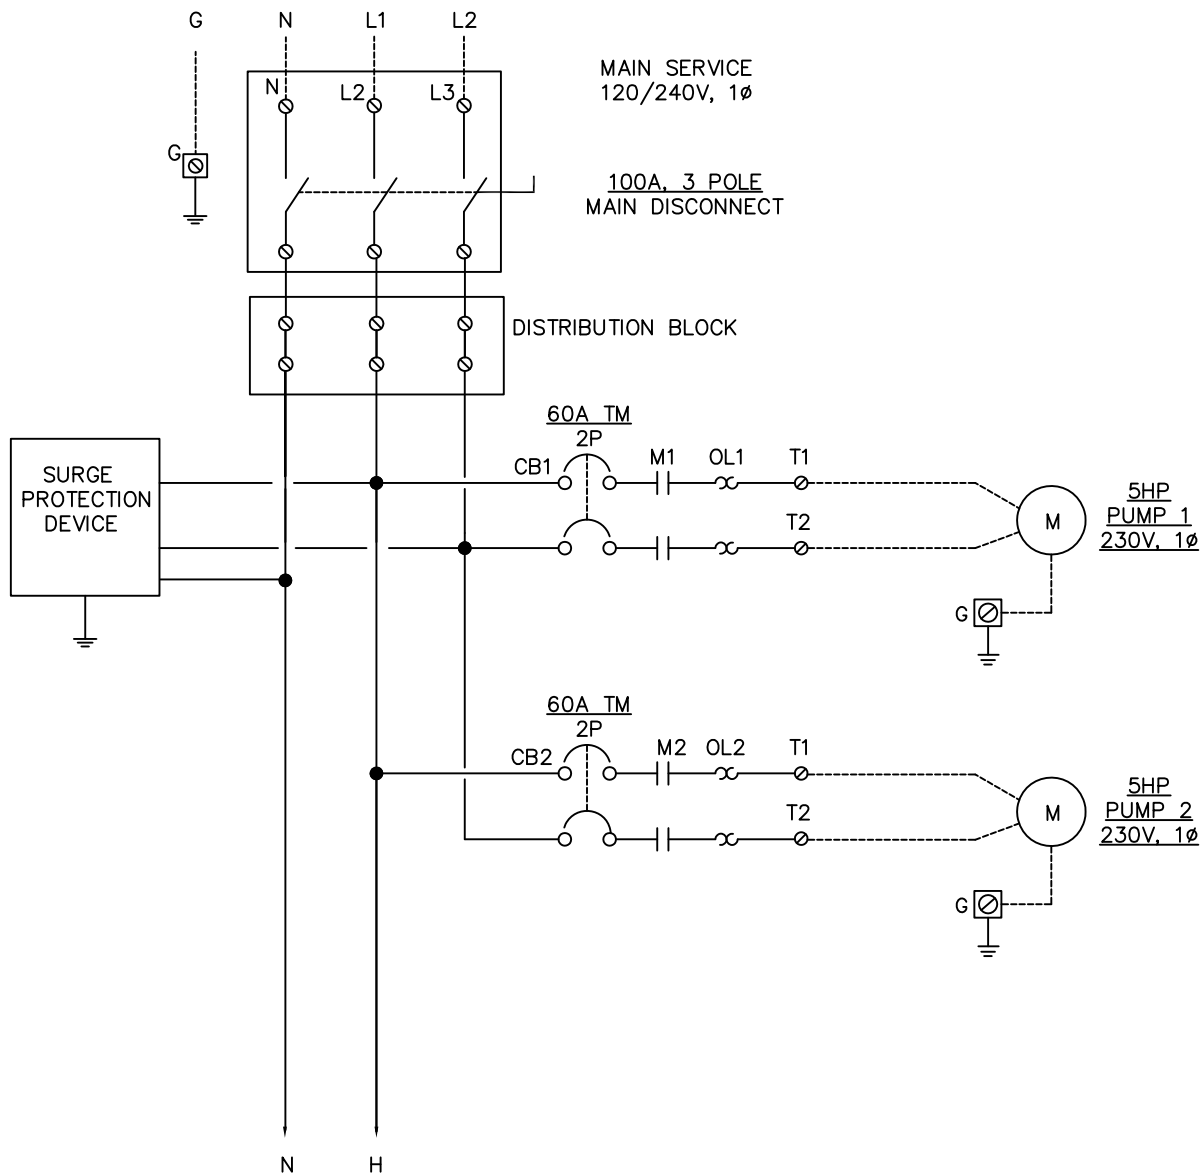 G N L1 L2
MAIN SERVICE
120/240V, 1ø
N L2 L3
G
100A, 3 POLE
MAIN DISCONNECT
DISTRIBUTION BLOCK
SURGE
PROTECTION
DEVICE
60A TM
2P
CB1 M1 OL1 T1
T2
M
5HP
PUMP 1
230V, 1ø
G
60A TM
2P
CB2 M2 OL2 T1
T2
M
5HP
PUMP 2
230V, 1ø
G
N H